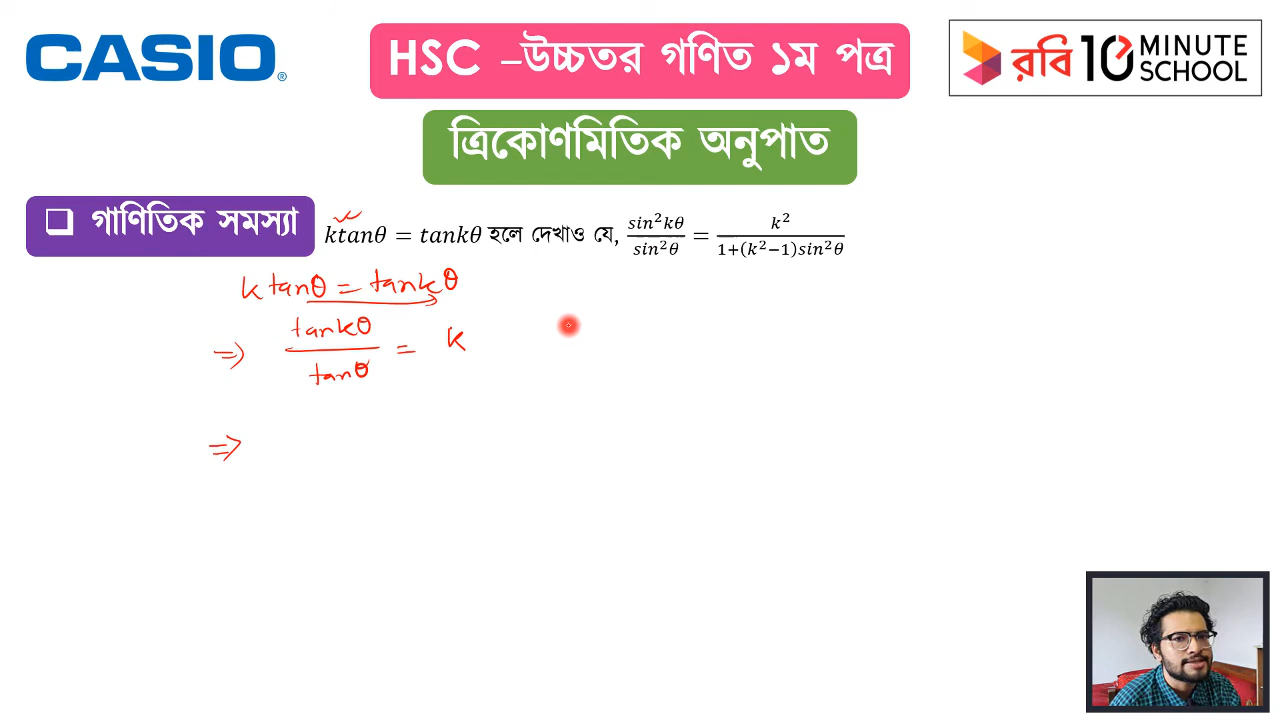 CASIO®
HSC –উচ্চতর গণিত ১ম পত্র
রবি 10 MINUTE SCHOOL
ত্রিকোণমিতিক অনুপাত
❑ গাণিতিক সমস্যা
ktanθ = tankθ হলে দেখাও যে, sin²kθ/sin²θ = k²/1+(k²−1)sin²θ
k tanθ = tankθ
⇒ tankθ/tanθ = k
⇒